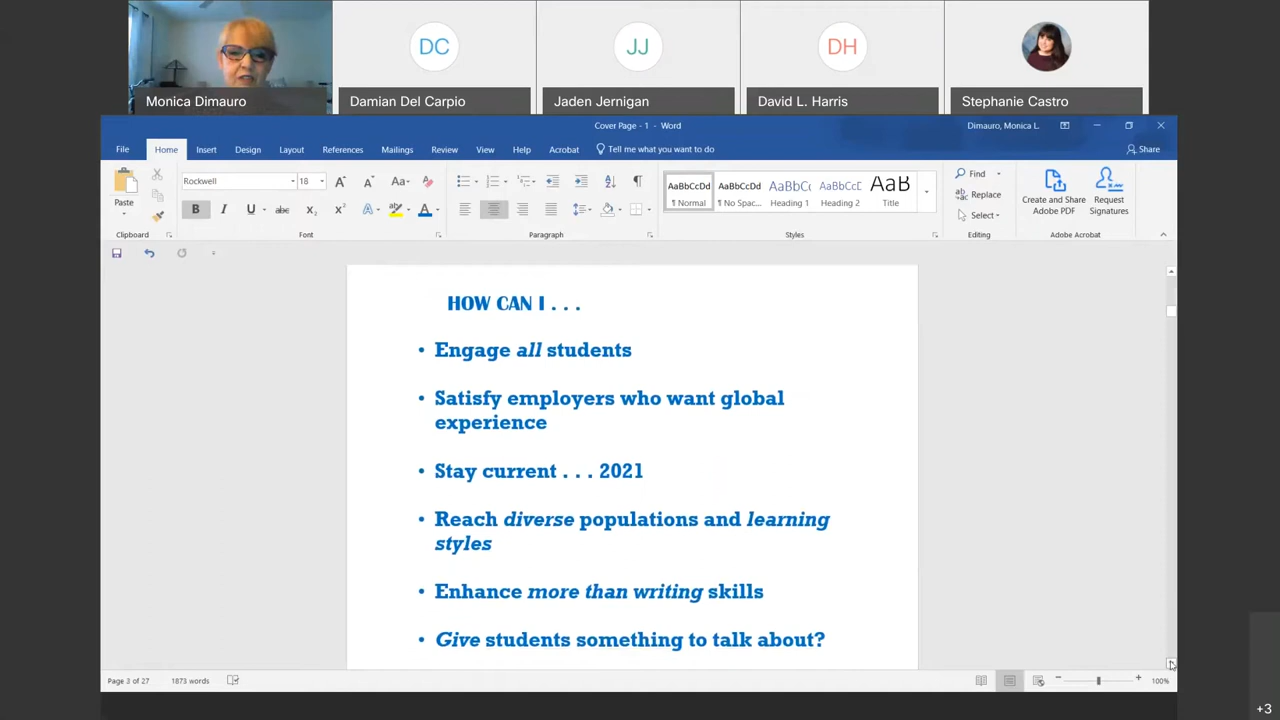 DC
JJ
DH
Monica Dimauro
Damian Del Carpio
Jaden Jernigan
David L. Harris
Stephanie Castro
Cover Page - 1 - Word
Dimauro, Monica L.
File Home Insert Design Layout References Mailings Review View Help Acrobat Tell me what you want to do Share
Paste
Rockwell 18
Aa
B I U abc X₂ X² A A
AaBbCcDd AaBbCcDd AaBbCc AaBbCcD AaB
¶ Normal ¶ No Spac... Heading 1 Heading 2 Title
Find
Replace
Select
Create and Share Adobe PDF
Request Signatures
Clipboard Font Paragraph Styles Editing Adobe Acrobat
HOW CAN I . . .
• Engage all students
• Satisfy employers who want global
experience
• Stay current . . . 2021
• Reach diverse populations and learning
styles
• Enhance more than writing skills
• Give students something to talk about?
Page 3 of 27 1873 words 100%
+3